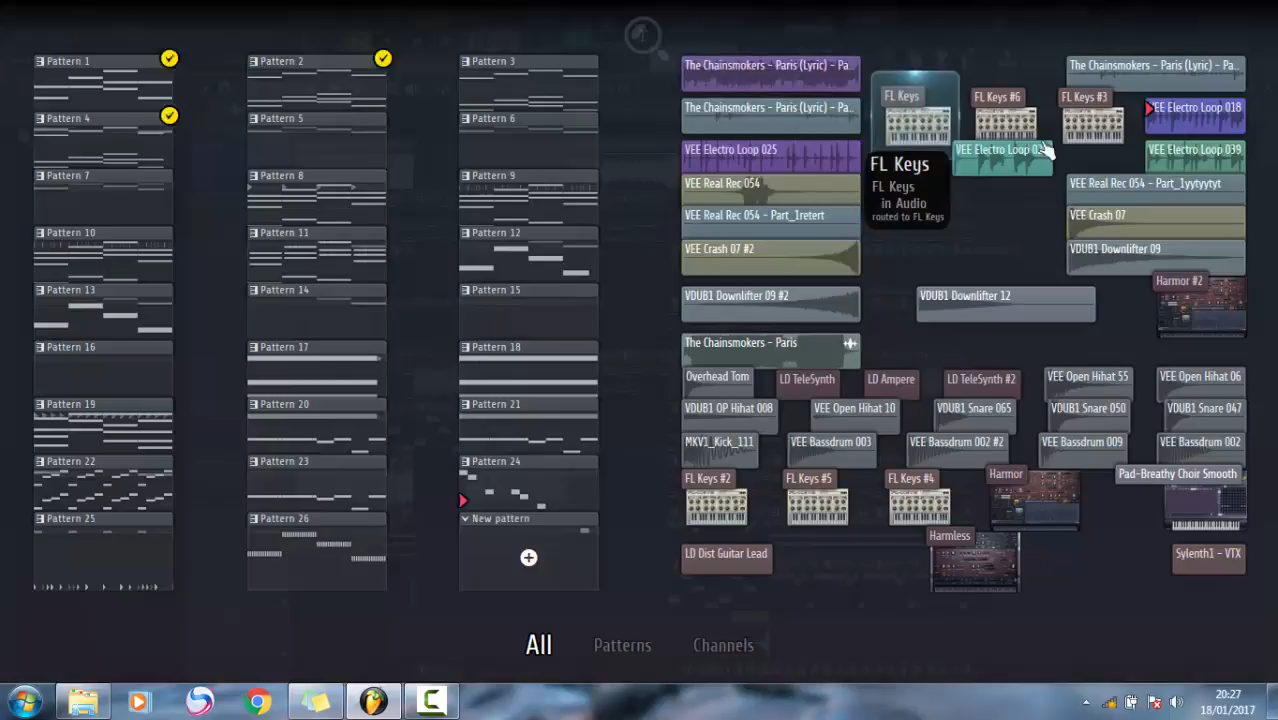 Pattern 1
Pattern 2
Pattern 3
Pattern 4
Pattern 5
Pattern 6
Pattern 7
Pattern 8
Pattern 9
Pattern 10
Pattern 11
Pattern 12
Pattern 13
Pattern 14
Pattern 15
Pattern 16
Pattern 17
Pattern 18
Pattern 19
Pattern 20
Pattern 21
Pattern 22
Pattern 23
Pattern 24
Pattern 25
Pattern 26
New pattern
The Chainsmokers - Paris (Lyric) - Pa..
FL Keys
FL Keys #6
FL Keys #3
The Chainsmokers - Paris (Lyric) - Pa..
The Chainsmokers - Paris (Lyric) - Pa..
VEE Electro Loop 018
VEE Electro Loop 025
VEE Electro Loop
VEE Electro Loop 039
FL Keys
FL Keys
in Audio
routed to FL Keys
VEE Real Rec 054
VEE Real Rec 054 - Part_1yytyytyt
VEE Real Rec 054 - Part_1retert
VEE Crash 07
VEE Crash 07 #2
VDUB1 Downlifter 09
VDUB1 Downlifter 09 #2
VDUB1 Downlifter 12
Harmor #2
The Chainsmokers - Paris
Overhead Tom
LD TeleSynth
LD Ampere
LD TeleSynth #2
VEE Open Hihat 55
VEE Open Hihat 06
VDUB1 OP Hihat 008
VEE Open Hihat 10
VDUB1 Snare 065
VDUB1 Snare 050
VDUB1 Snare 047
MKV1_Kick_111
VEE Bassdrum 003
VEE Bassdrum 002 #2
VEE Bassdrum 009
VEE Bassdrum 002
FL Keys #2
FL Keys #5
FL Keys #4
Harmor
Pad-Breathy Choir Smooth
LD Dist Guitar Lead
Harmless
Sylenth1 - VTX
All
Patterns
Channels
20:27
18/01/2017